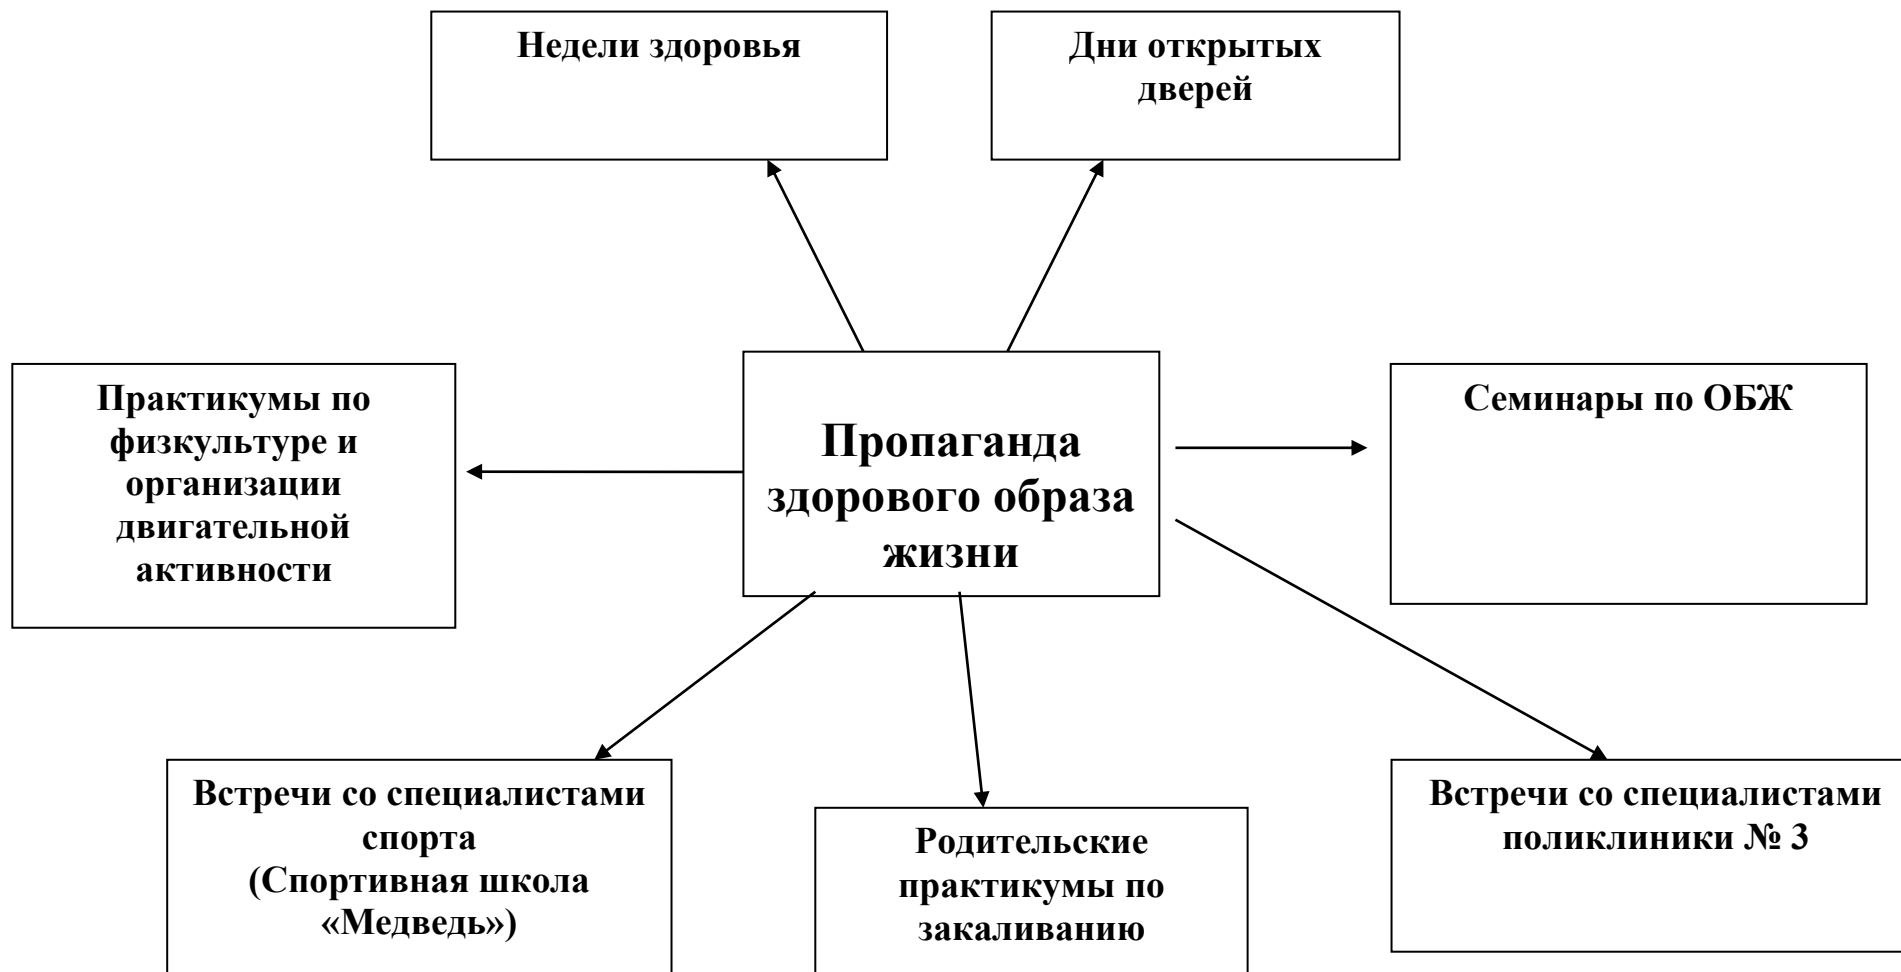 Недели здоровья
Дни открытых
дверей
Практикумы по
физкультуре и
организации
двигательной
активности
Пропаганда
здорового образа
жизни
Семинары по ОБЖ
Встречи со специалистами
спорта
(Спортивная школа
«Медведь»)
Родительские
практикумы по
закаливанию
Встречи со специалистами
поликлиники № 3